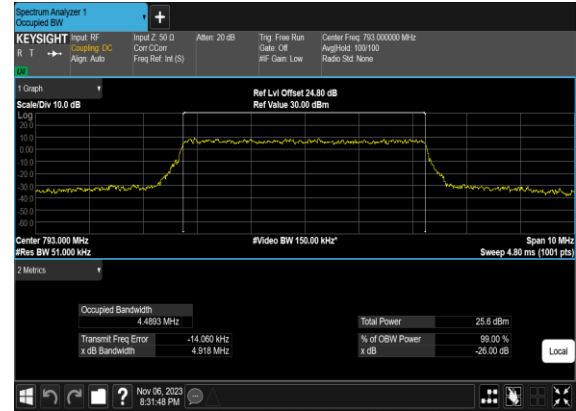 Spectrum Analyzer 1
Occupied BW
KEYSIGHT Input: RF Input Z: 50 Ω Atten: 20 dB Trig: Free Run Center Freq: 793.000000 MHz
R T Coupling: DC Corr CCorr Gate: Off Avg|Hold: 100/100
Align: Auto Freq Ref: Int (S) #IF Gain: Low Radio Std: None
1 Graph
Ref Lvl Offset 24.80 dB
Scale/Div 10.0 dB Ref Value 30.00 dBm
Log
20.0
10.0
0.00
-10.0
-20.0
-30.0
-40.0
-50.0
-60.0
Center 793.000 MHz #Video BW 150.00 kHz* Span 10 MHz
#Res BW 51.000 kHz Sweep 4.80 ms (1001 pts)
2 Metrics
Occupied Bandwidth
4.4893 MHz Total Power 25.6 dBm
Transmit Freq Error -14.060 kHz % of OBW Power 99.00 %
x dB Bandwidth 4.918 MHz x dB -26.00 dB
Local
?
Nov 06, 2023
8:31:48 PM